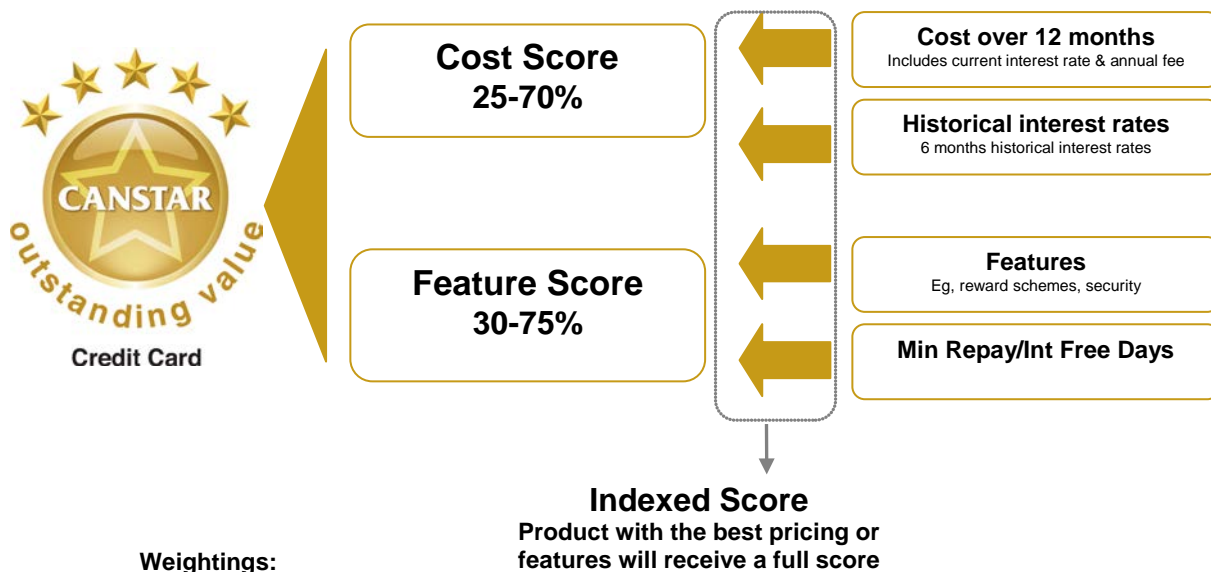 CANSTAR
outstanding value
Credit Card
Cost Score
25-70%
Feature Score
30-75%
Cost over 12 months
Includes current interest rate & annual fee
Historical interest rates
6 months historical interest rates
Features
Eg, reward schemes, security
Min Repay/Int Free Days
Indexed Score
Product with the best pricing or
features will receive a full score
Weightings: